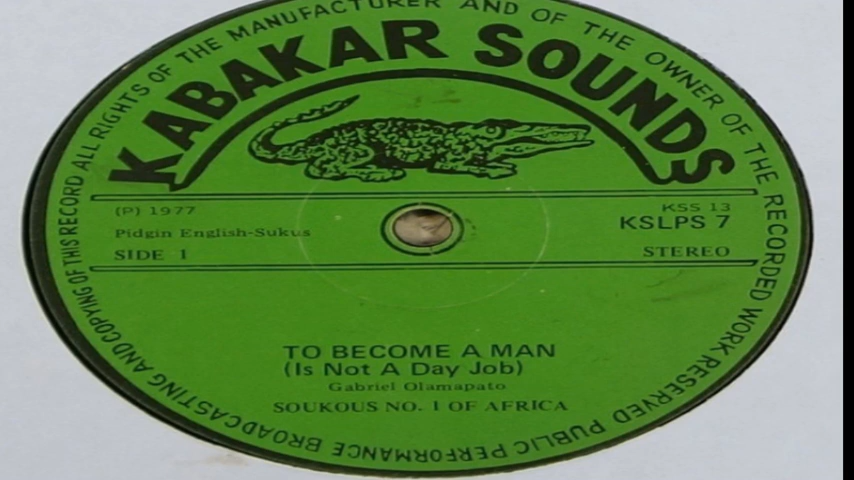 ALL RIGHTS OF THE MANUFACTURER AND OF THE OWNER OF THE RECORDED WORK RESERVED PUBLIC PERFORMANCE BROADCASTING AND COPYING OF THIS RECORD
KABAKAR SOUNDS
(P) 1977
KSS 13
KSLPS 7
Pidgin English-Sukus
SIDE 1
STEREO
TO BECOME A MAN
(Is Not A Day Job)
Gabriel Olamapato
SOUKOUS NO. 1 OF AFRICA